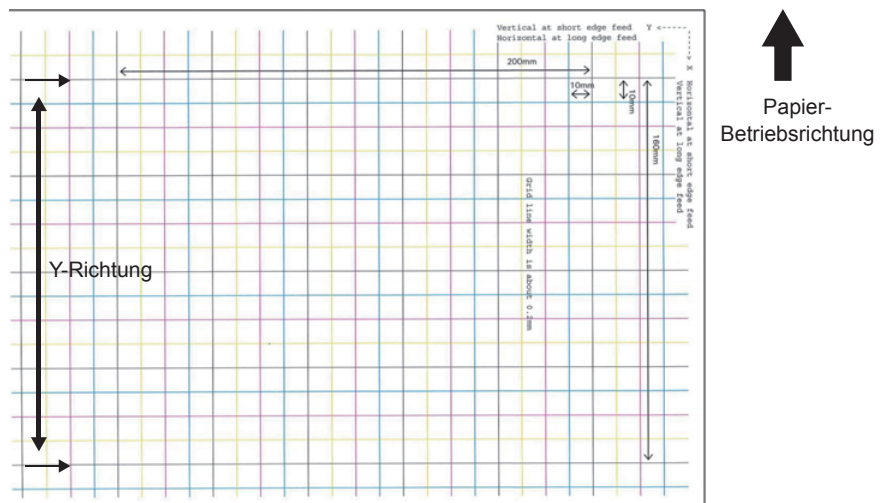 Vertical at short edge feed Y
Horizontal at long edge feed
X
200mm
10mm
10mm
160mm
Horizontal at short edge feed
Vertical at long edge feed
Grid line width is about 0.2mm
Y-Richtung
Papier-
Betriebsrichtung